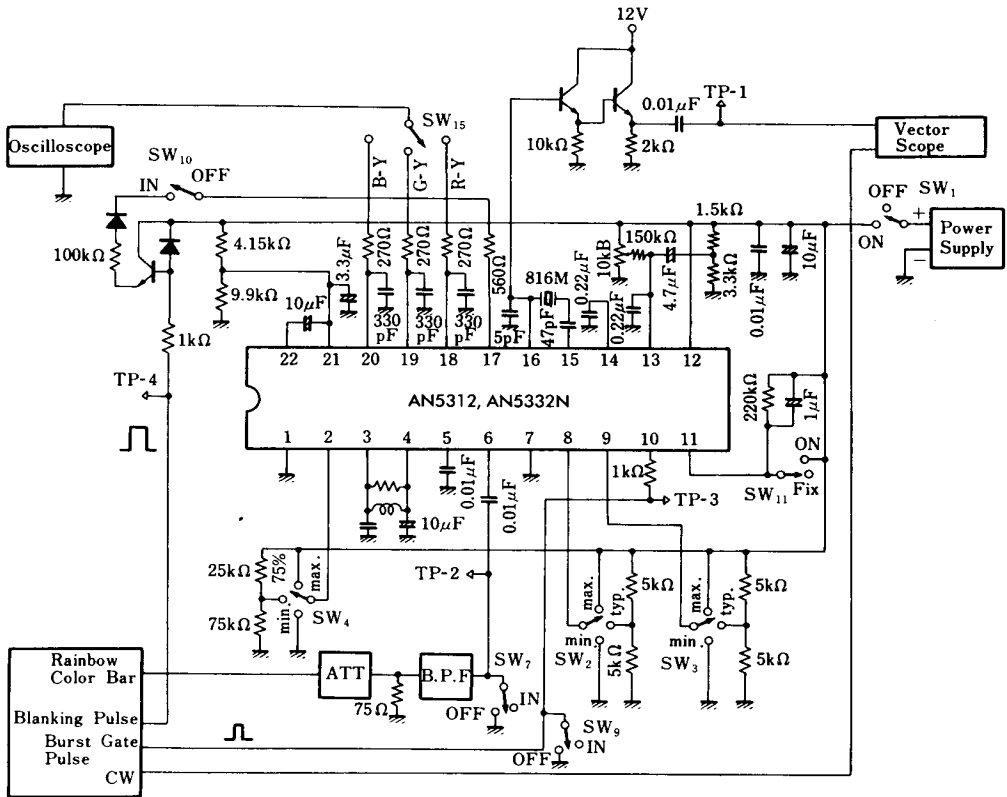 12V
TP-1
0.01μF
10kΩ
2kΩ
Vector
Scope
Oscilloscope
SW15
SW10
IN
OFF
B-Y
G-Y
R-Y
OFF
SW1
ON
+
−
Power
Supply
100kΩ
4.15kΩ
9.9kΩ
3.3μF
10μF
270Ω
270Ω
270Ω
560Ω
330
pF
330
pF
330
pF
5pF
816M
47pF
0.22μF
0.22μF
10kB
150kΩ
4.7μF
1.5kΩ
3.3kΩ
0.01μF
10μF
1kΩ
TP-4
22 21 20 19 18 17 16 15 14 13 12
AN5312, AN5332N
1 2 3 4 5 6 7 8 9 10 11
220kΩ
1μF
ON
SW11
Fix
0.01μF
0.01μF
10μF
1kΩ
TP-3
TP-2
25kΩ
75kΩ
75%
max.
min.
SW4
max.
typ.
min.
SW2
5kΩ
5kΩ
max.
typ.
min.
SW3
5kΩ
5kΩ
Rainbow
Color Bar
Blanking Pulse
Burst Gate
Pulse
CW
ATT
75Ω
B.P.F
SW7
IN
OFF
SW9
IN
OFF